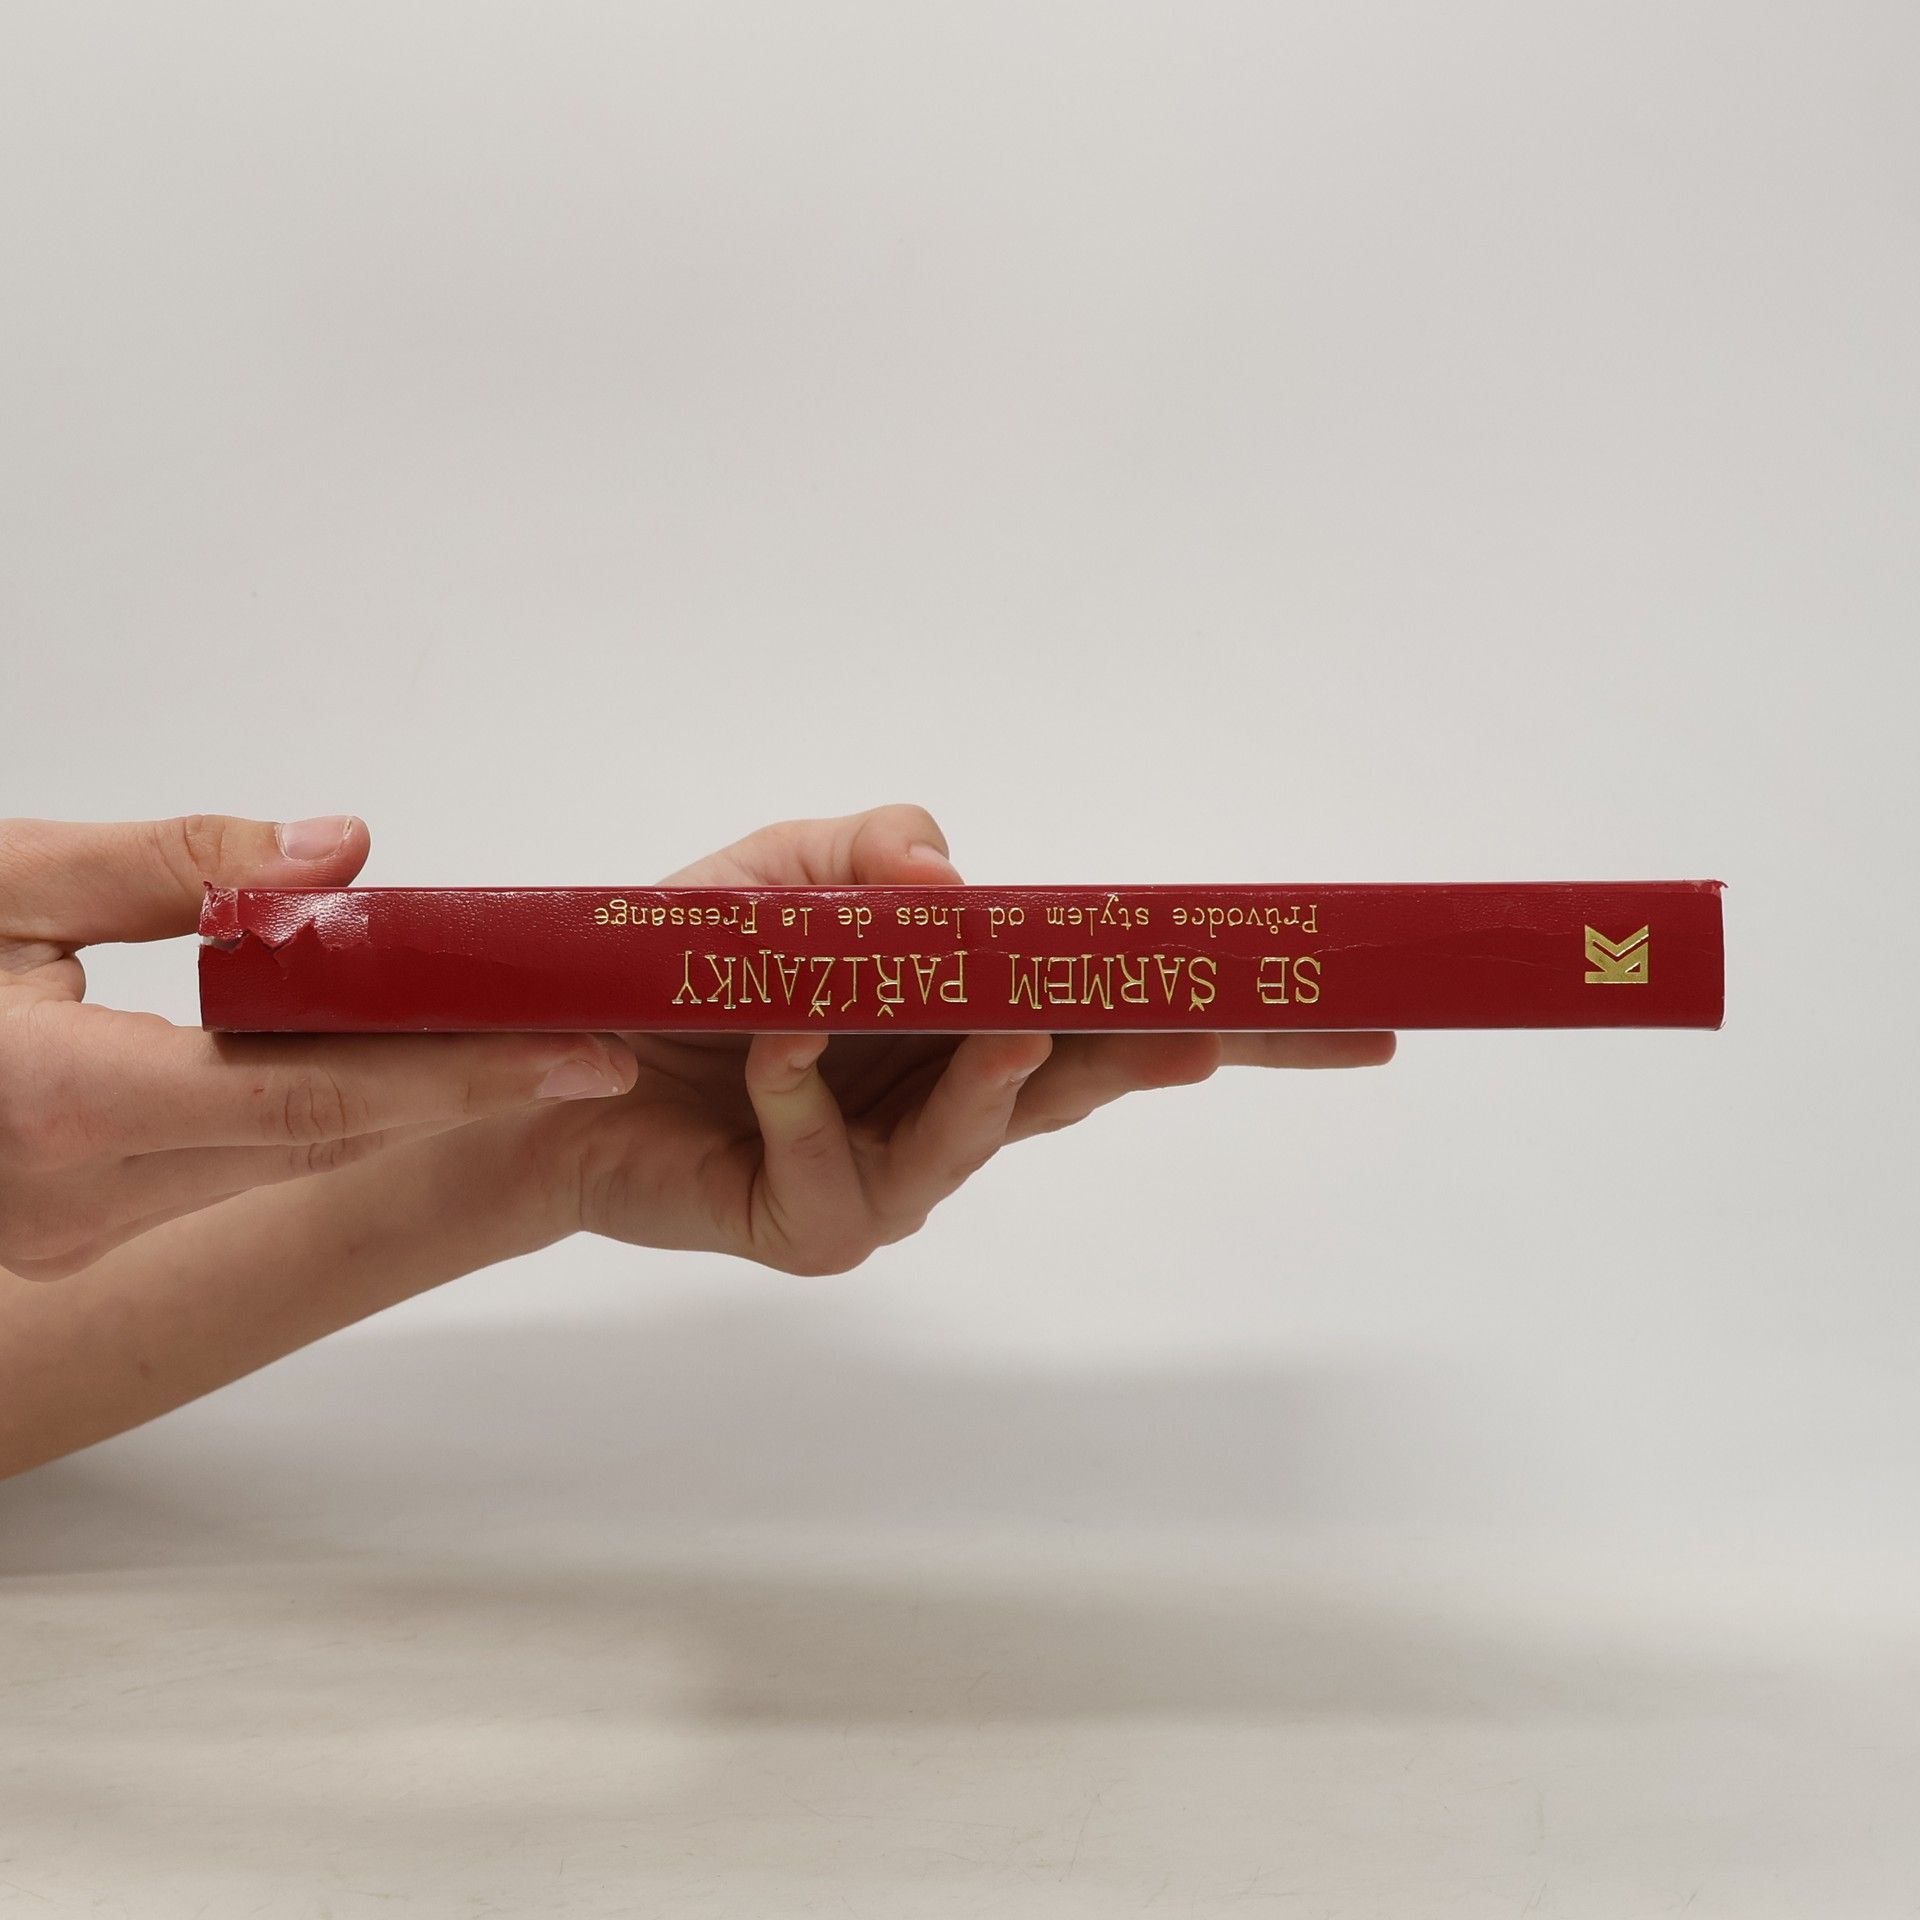 SE ŠARMEM PAŘÍŽANKY
Průvodce stylem od Ines de la Fressange